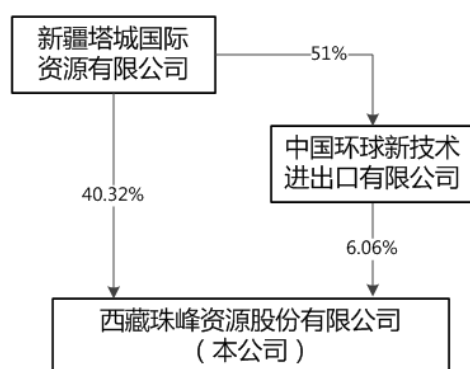 新疆塔城国际
资源有限公司
51%
中国环球新技术
进出口有限公司
40.32%
6.06%
西藏珠峰资源股份有限公司
（本公司）